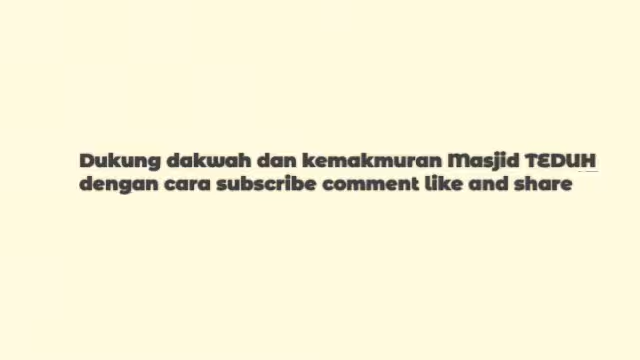 Dukung dakwah dan kemakmuran Masjid TEDUH
dengan cara subscribe comment like and share